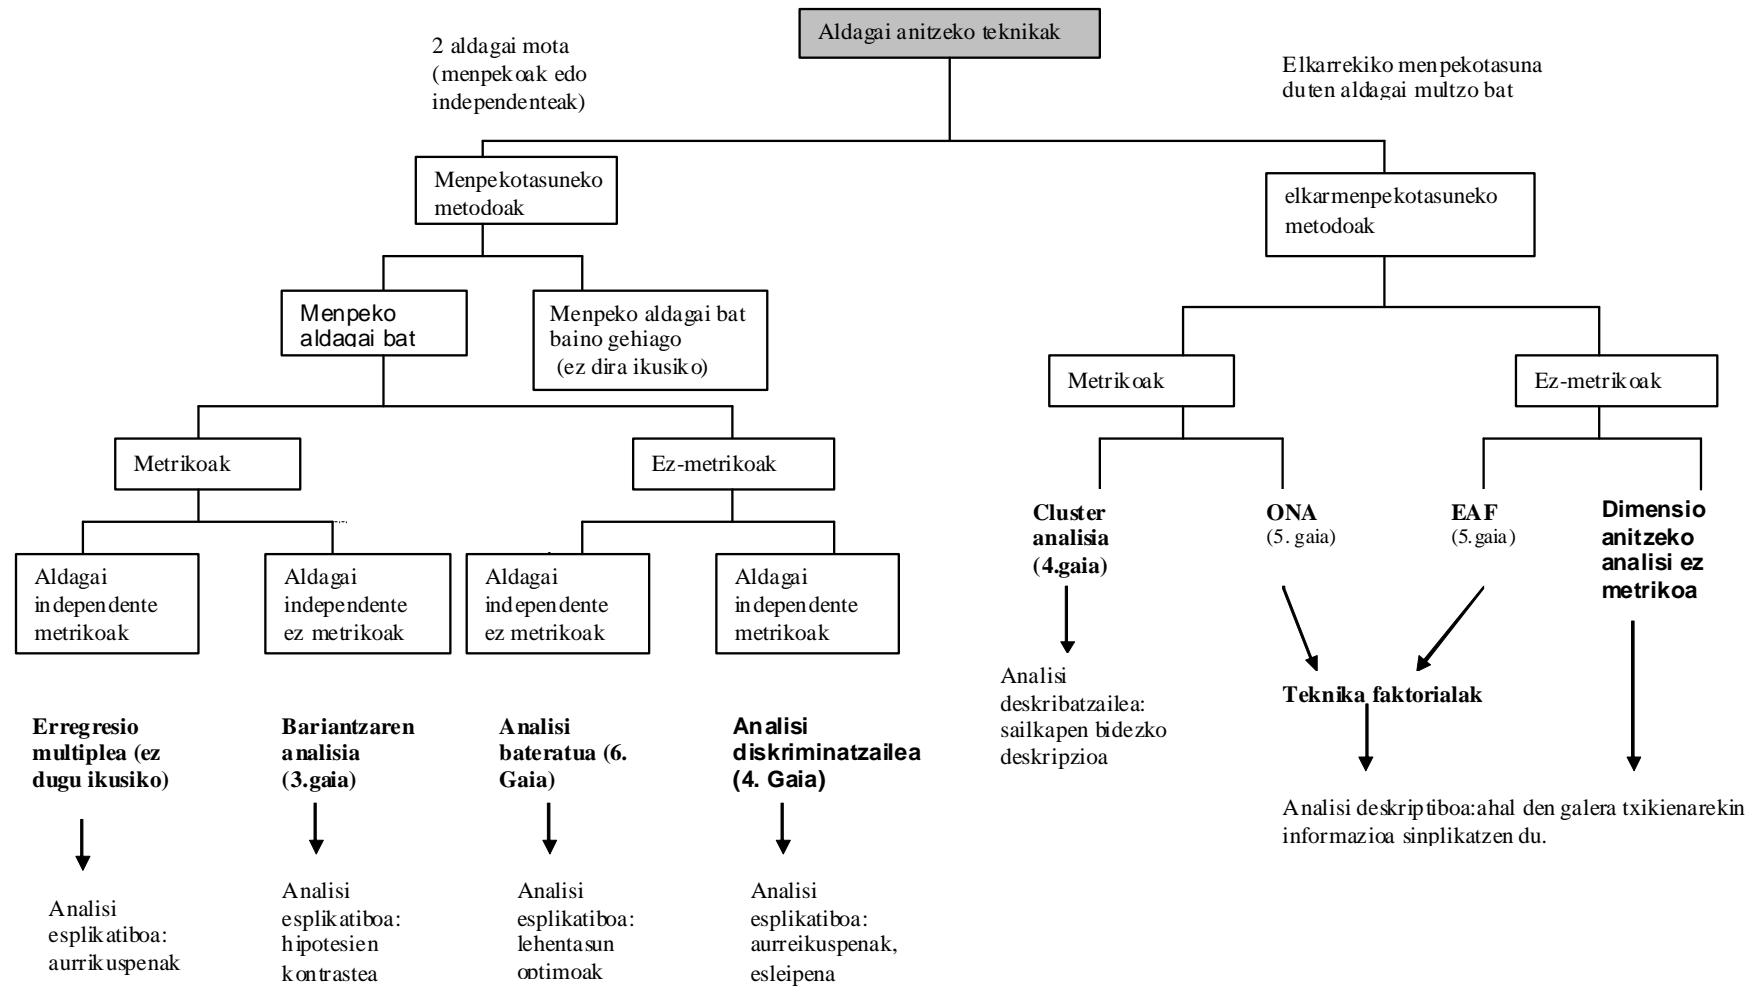 Aldagai anitzeko teknikak
2 aldagai mota
(menpekoak edo
independenteak)
Elkarrekiko menpekotasuna
duten aldagai multzo bat
Menpekotasuneko
metodoak
elkarmenpekotasuneko
metodoak
Menpeko
aldagai bat
Menpeko aldagai bat
baino gehiago
(ez dira ikusiko)
Metrikoak
Ez-metrikoak
Metrikoak
Ez-metrikoak
Aldagai
independente
metrikoak
Aldagai
independente
ez metrikoak
Aldagai
independente
ez metrikoak
Aldagai
independente
metrikoak
Cluster
analisia
(4.gaia)
ONA
(5. gaia)
EAF
(5.gaia)
Dimensio
anitzeko
analisi ez
metrikoa
Erregresio
multiplea (ez
dugu ikusiko)
Bariantzaren
analisia
(3.gaia)
Analisi
bateratua (6.
Gaia)
Analisi
diskriminatzailea
(4. Gaia)
Analisi
deskribatzailea:
sailkapen bidezko
deskripzioa
Teknika faktorialak
Analisi deskriptiboa:ahal den galera txikienarekin
informazioa sinplikatzen du.
Analisi
esplikatiboa:
aurrikuspenak
Analisi
esplikatiboa:
hipotesien
kontrastea
Analisi
esplikatiboa:
lehentasun
optimoak
Analisi
esplikatiboa:
aurreikuspenak,
esleipena